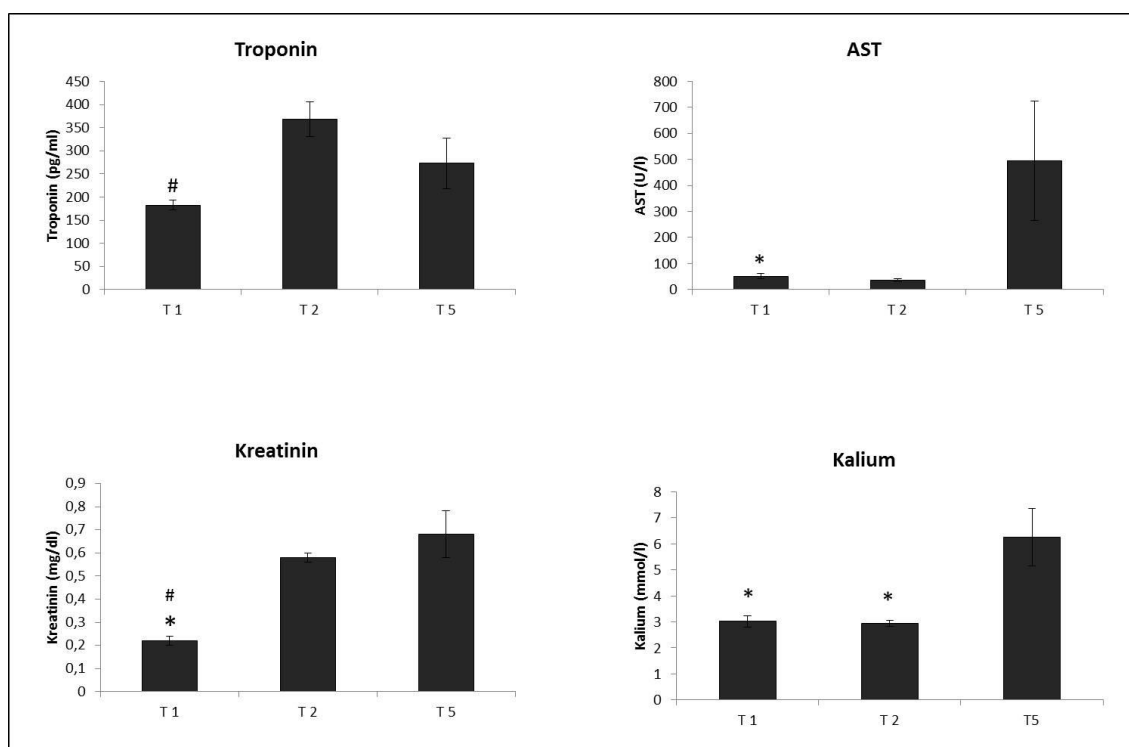 Troponin
Troponin (pg/ml)
450
400
350
300
250
200
150
100
50
0
#
T 1
T 2
T 5
AST
AST (U/l)
800
700
600
500
400
300
200
100
0
*
T 1
T 2
T 5
Kreatinin
Kreatinin (mg/dl)
0,9
0,8
0,7
0,6
0,5
0,4
0,3
0,2
0,1
0
#
*
T 1
T 2
T 5
Kalium
Kalium (mmol/l)
8
7
6
5
4
3
2
1
0
*
*
T 1
T 2
T5